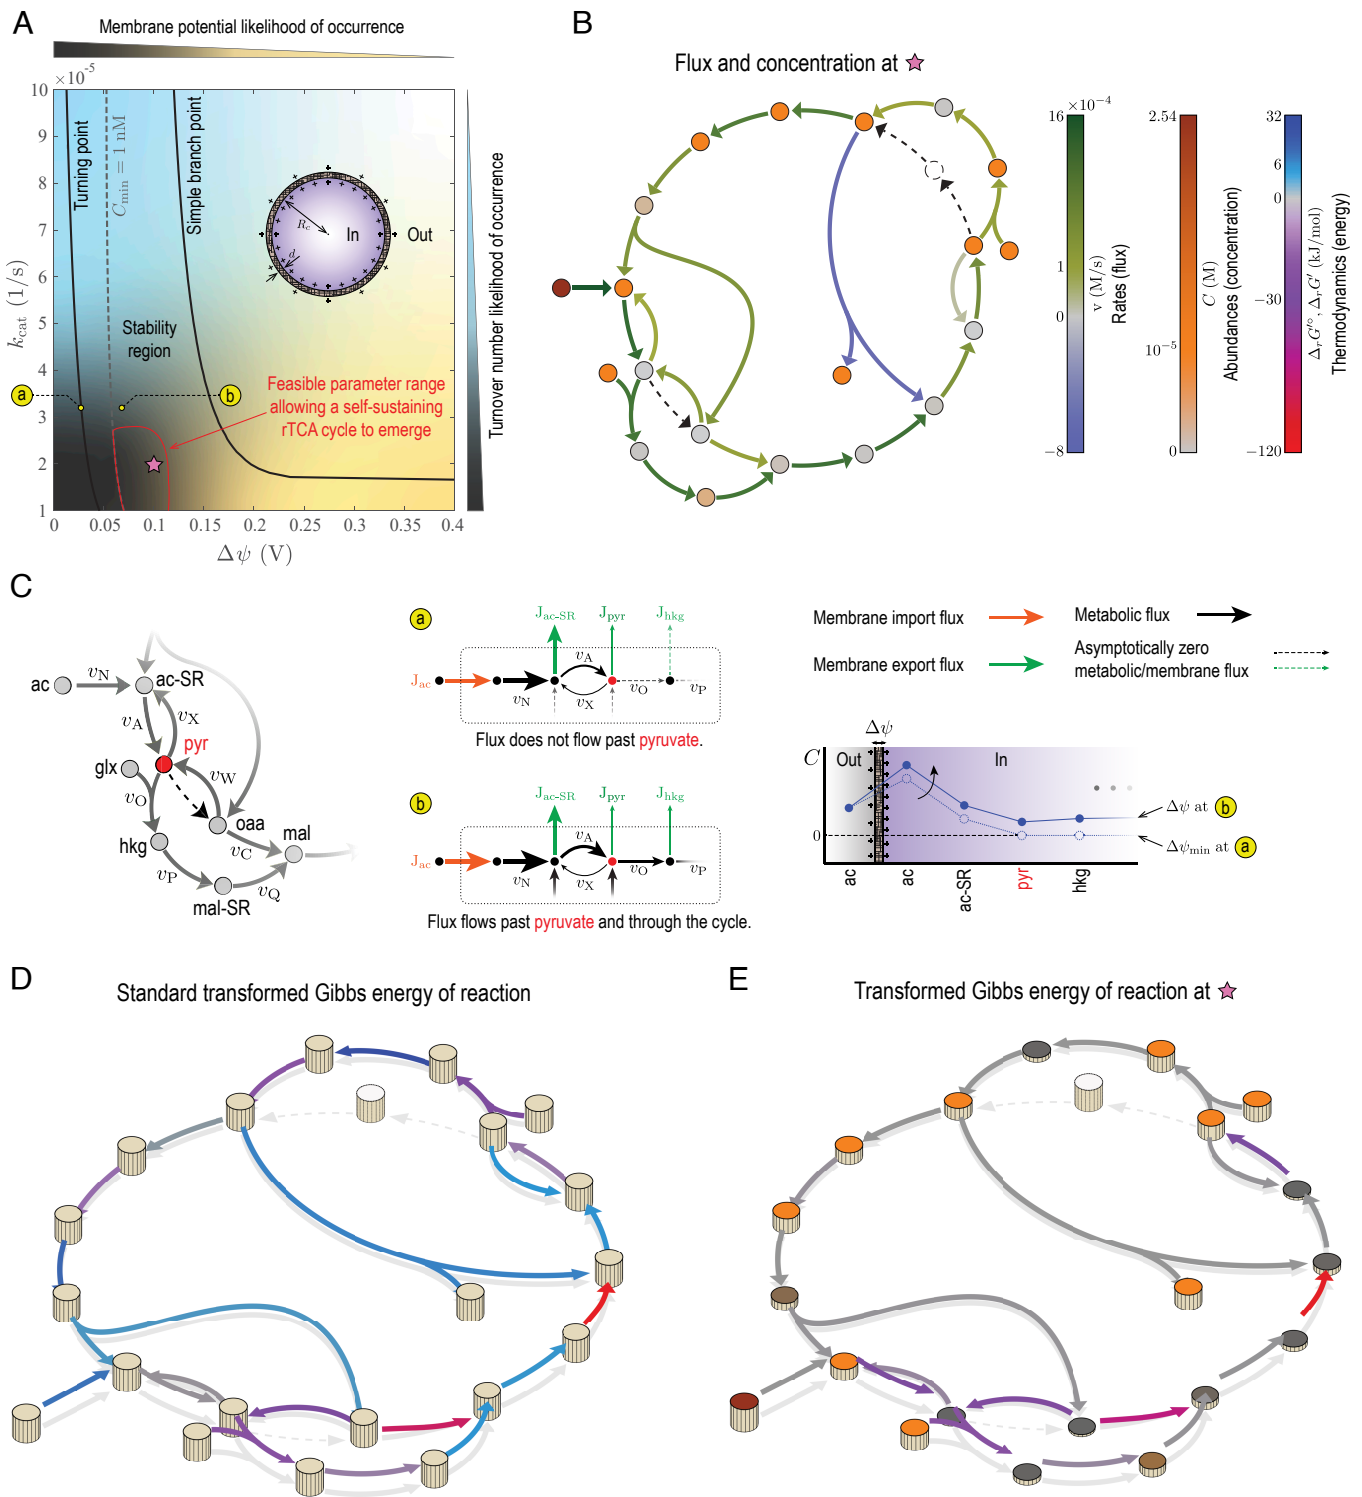 A
Membrane potential likelihood of occurrence
×10⁻⁵
10
9
8
7
6
5
4
3
2
1
k_cat (1/s)
0
0.05
0.1
0.15
0.2
0.25
0.3
0.35
0.4
Δψ (V)
Turning point
C_min = 1 nM
Simple branch point
R_c
d
In
Out
Stability
region
a
b
Feasible parameter range
allowing a self-sustaining
rTCA cycle to emerge
Turnover number likelihood of occurrence
B
Flux and concentration at
×10⁻⁴
16
1
0
−8
v (M/s)
Rates (flux)
2.54
10⁻⁵
0
C (M)
Abundances (concentration)
32
6
0
−30
−120
Δ_rG′°, Δ_rG′ (kJ/mol)
Thermodynamics (energy)
C
ac
v_N
ac-SR
v_A
v_X
pyr
glx
v_O
v_W
oaa
hkg
v_C
mal
v_P
v_Q
mal-SR
a
J_ac-SR
J_pyr
J_hkg
J_ac
v_N
v_A
v_X
v_O
v_P
Flux does not flow past pyruvate.
b
J_ac-SR
J_pyr
J_hkg
J_ac
v_N
v_A
v_X
v_O
v_P
Flux flows past pyruvate and through the cycle.
Membrane import flux
Metabolic flux
Membrane export flux
Asymptotically zero
metabolic/membrane flux
Δψ
C
Out
In
0
Δψ at b
Δψ_min at a
ac
ac
ac-SR
pyr
hkg
D
Standard transformed Gibbs energy of reaction
E
Transformed Gibbs energy of reaction at